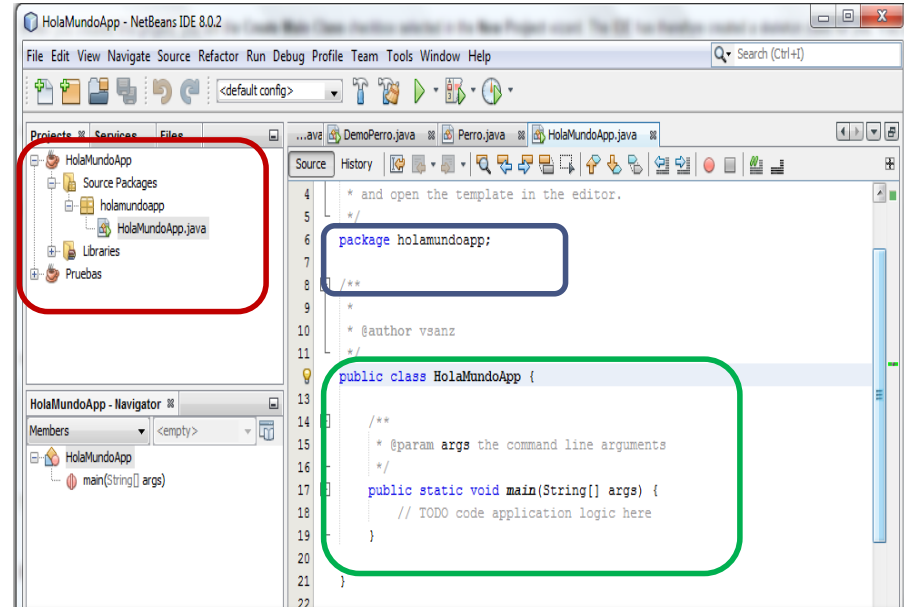 HolaMundoApp - NetBeans IDE 8.0.2
File Edit View Navigate Source Refactor Run Debug Profile Team Tools Window Help
Search (Ctrl+I)
<default config>
Projects Services Files
HolaMundoApp
Source Packages
holamundoapp
HolaMundoApp.java
Libraries
Pruebas
HolaMundoApp - Navigator
Members <empty>
HolaMundoApp
main(String[] args)
...ava DemoPerro.java Perro.java HolaMundoApp.java
Source History
4 * and open the template in the editor.
5 */
6 package holamundoapp;
7
8 /**
9 *
10 * @author vsanz
11 */
public class HolaMundoApp {
13
14 /**
15 * @param args the command line arguments
16 */
17 public static void main(String[] args) {
18 // TODO code application logic here
19 }
20
21 }
22